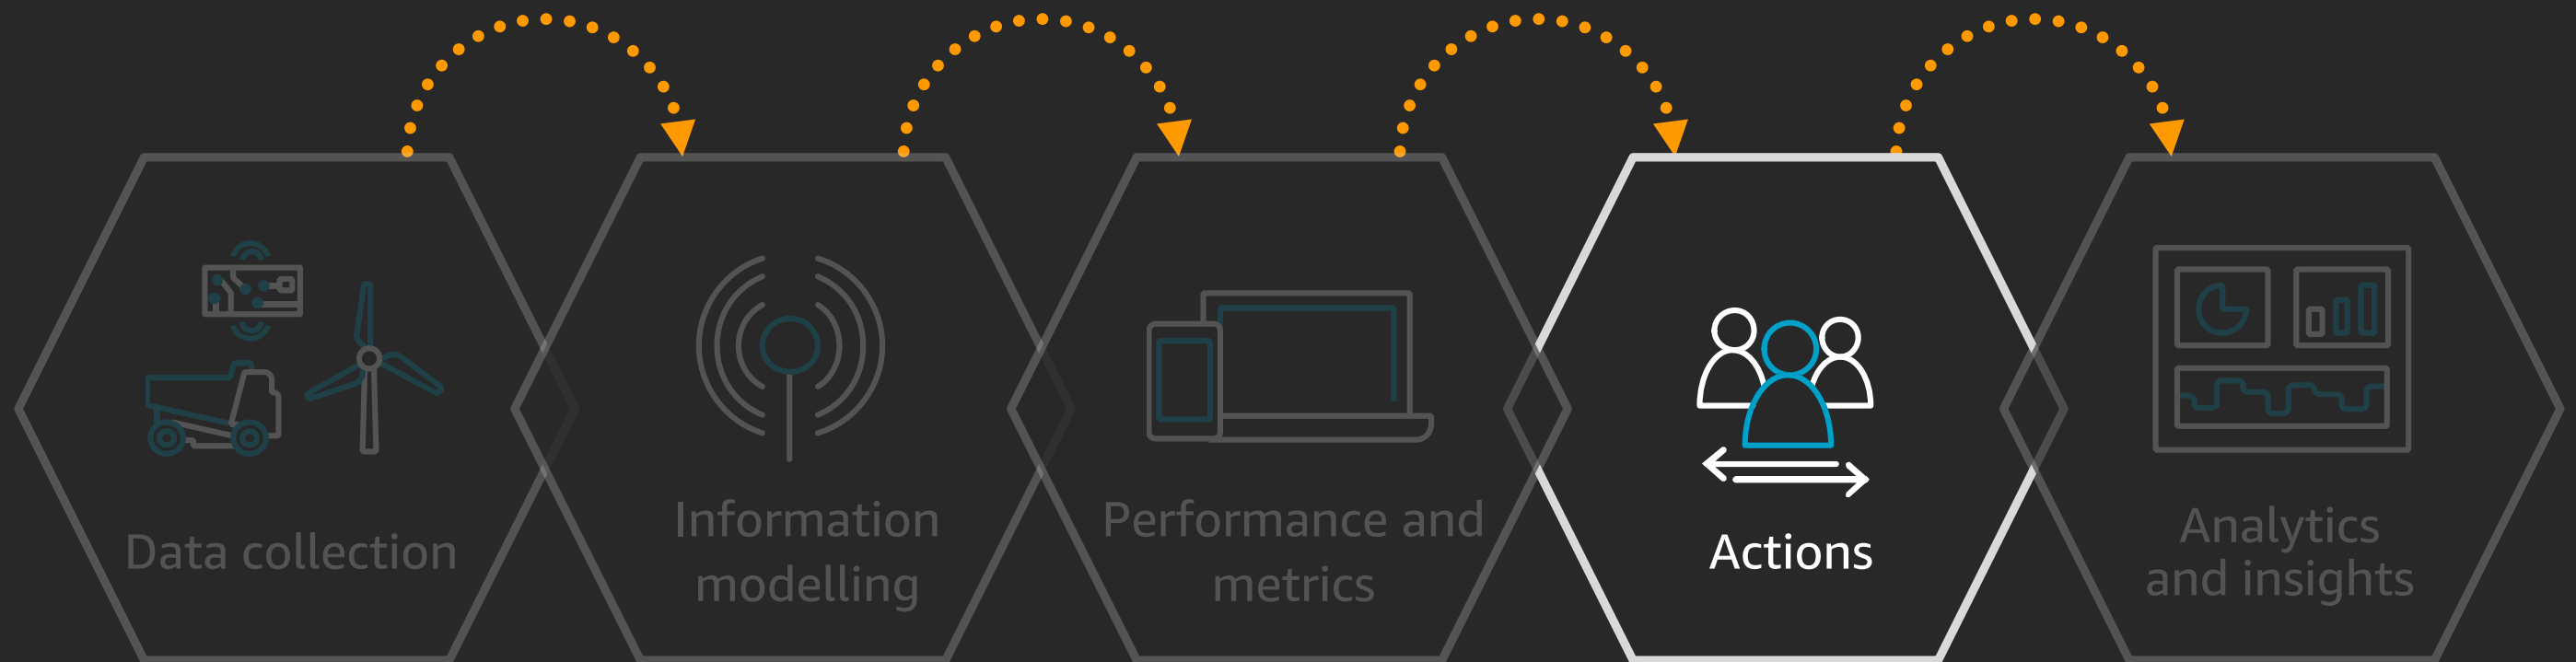 Data collection
Information
modelling
Performance and
metrics
Actions
Analytics
and insights